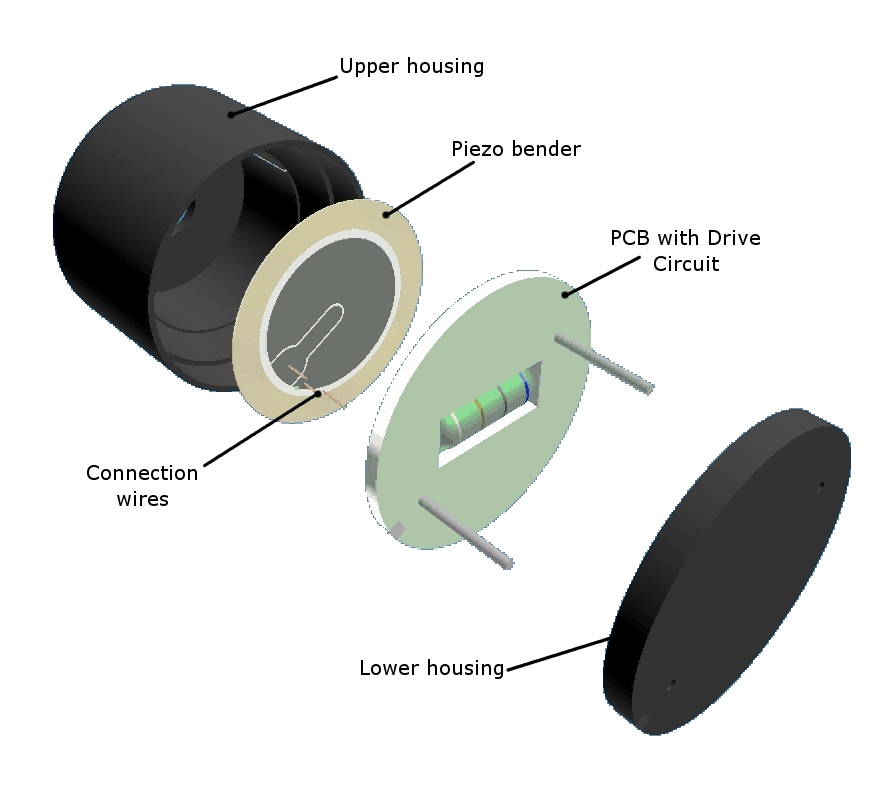 Upper housing
Piezo bender
PCB with Drive
Circuit
Connection
wires
Lower housing